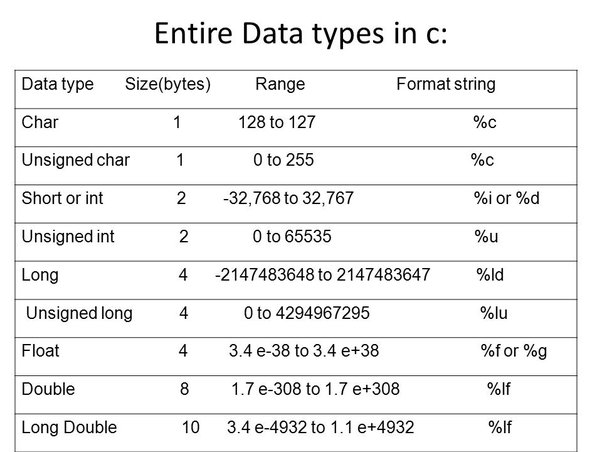 Entire Data types in c:
Data type Size(bytes) Range Format string
Char 1 128 to 127 %c
Unsigned char 1 0 to 255 %c
Short or int 2 -32,768 to 32,767 %i or %d
Unsigned int 2 0 to 65535 %u
Long 4 -2147483648 to 2147483647 %ld
Unsigned long 4 0 to 4294967295 %lu
Float 4 3.4 e-38 to 3.4 e+38 %f or %g
Double 8 1.7 e-308 to 1.7 e+308 %lf
Long Double 10 3.4 e-4932 to 1.1 e+4932 %lf